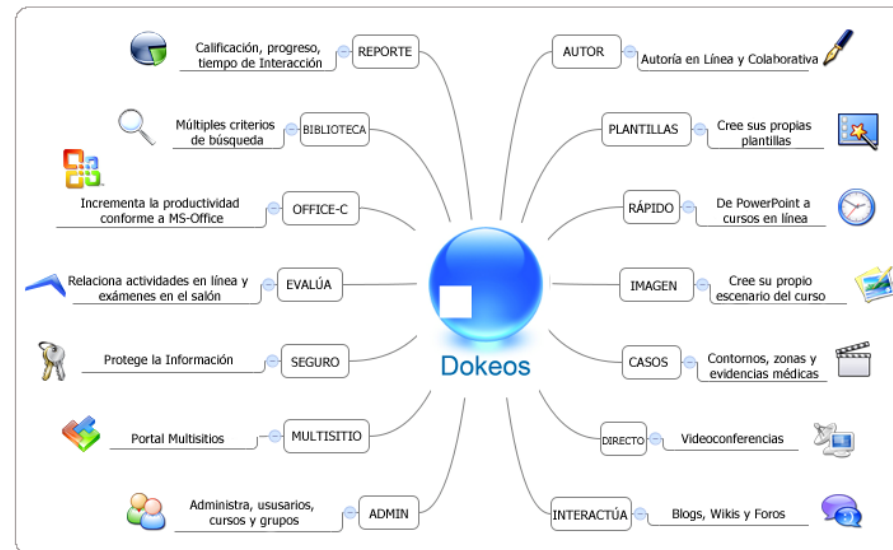 REPORTE
Calificación, progreso,
tiempo de Interacción
BIBLIOTECA
Múltiples criterios
de búsqueda
OFFICE-C
Incrementa la productividad
conforme a MS-Office
EVALÚA
Relaciona actividades en línea y
exámenes en el salón
SEGURO
Protege la Información
MULTISITIO
Portal Multisitios
ADMIN
Administra, ususarios,
cursos y grupos
Dokeos
AUTOR
Autoría en Línea y Colaborativa
PLANTILLAS
Cree sus propias
plantillas
RÁPIDO
De PowerPoint a
cursos en línea
IMAGEN
Cree su propio
escenario del curso
CASOS
Contornos, zonas y
evidencias médicas
DIRECTO
Videoconferencias
INTERACTÚA
Blogs, Wikis y Foros